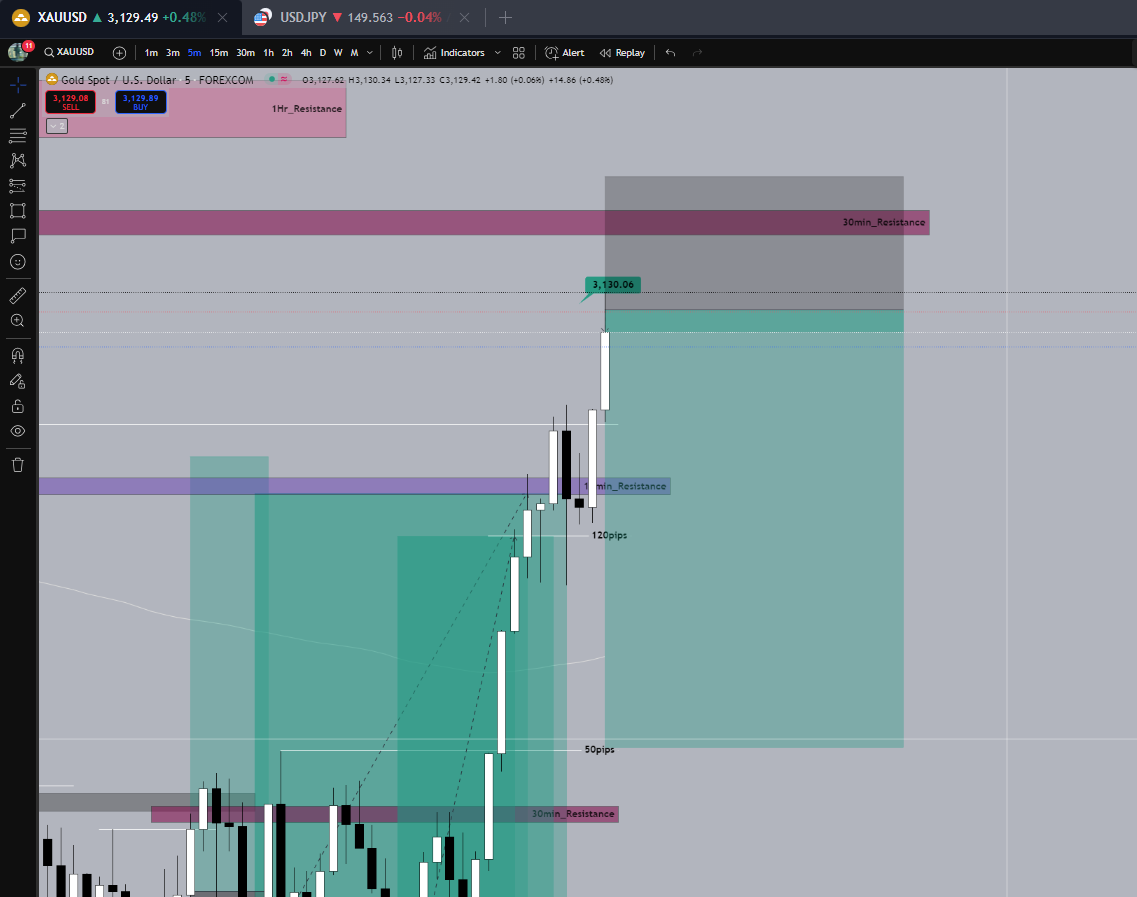 XAUUSD ▲ 3,129.49 +0.48%
USDJPY ▼ 149.563 −0.04% /
11
XAUUSD
1m 3m 5m 15m 30m 1h 2h 4h D W M
Indicators
Alert
Replay
Gold Spot / U.S. Dollar · 5 · FOREXCOM
O3,127.62 H3,130.34 L3,127.33 C3,129.42 +1.80 (+0.06%) +14.86 (+0.48%)
3,129.08
SELL
81
3,129.89
BUY
2
1Hr_Resistance
30min_Resistance
3,130.06
min_Resistance
120pips
50pips
30min_Resistance